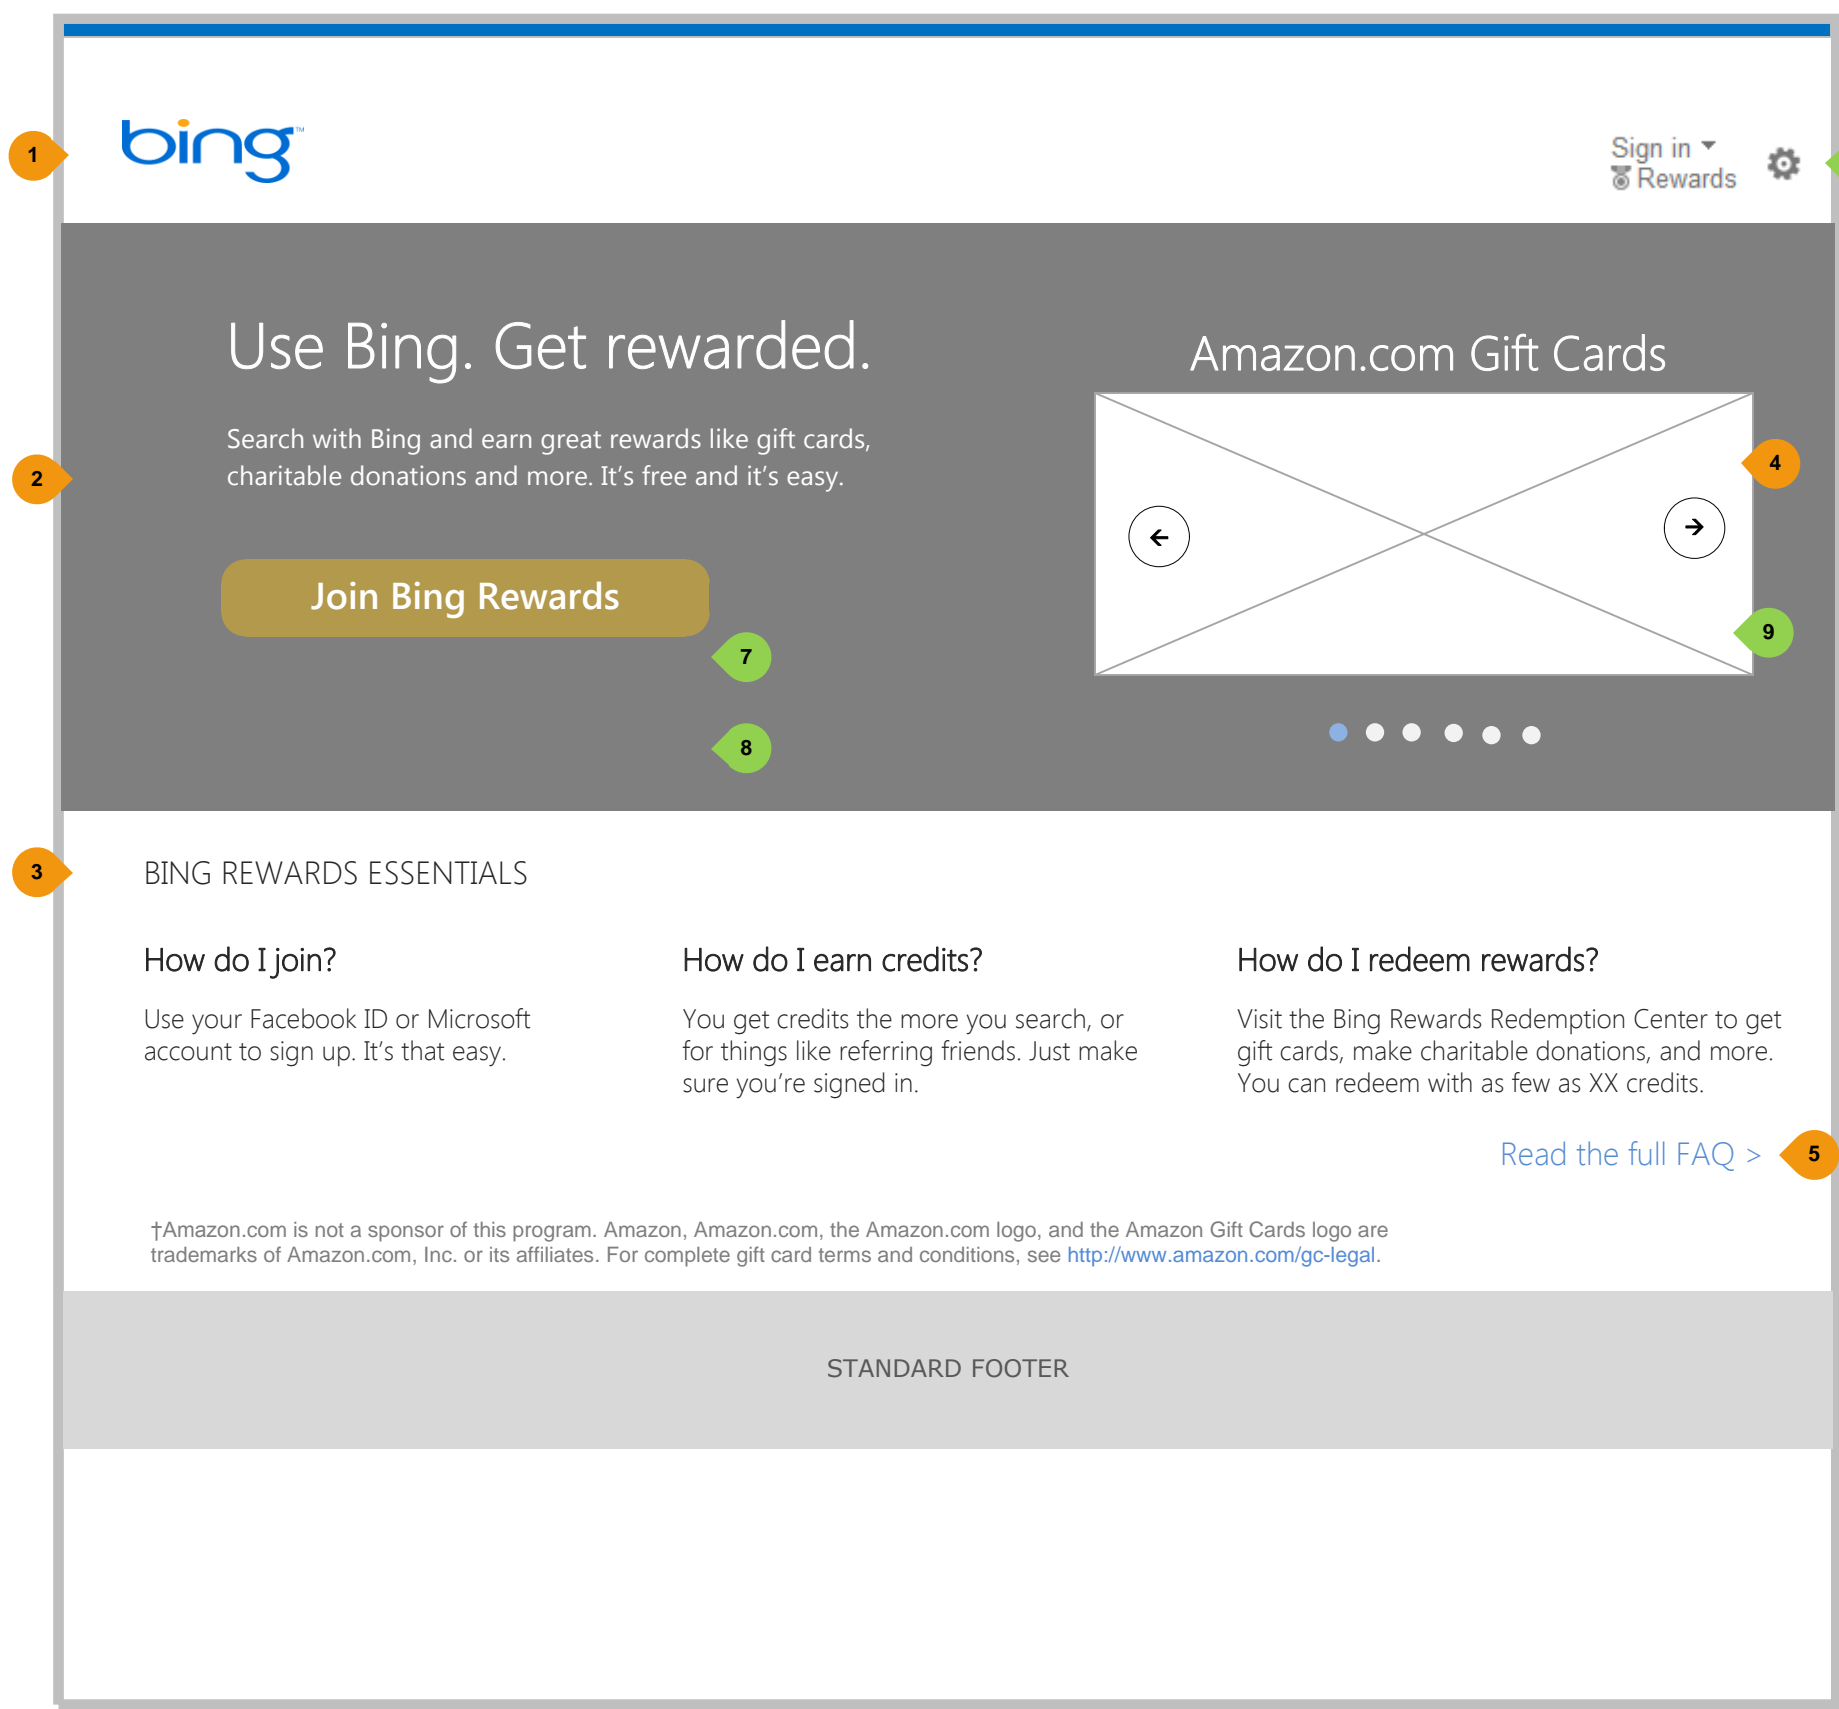 bing™
1
Sign in
Rewards
Use Bing. Get rewarded.
Amazon.com Gift Cards
Search with Bing and earn great rewards like gift cards,
charitable donations and more. It's free and it's easy.
2
4
Join Bing Rewards
9
7
8
3
BING REWARDS ESSENTIALS
How do I join?
Use your Facebook ID or Microsoft
account to sign up. It's that easy.
How do I earn credits?
You get credits the more you search, or
for things like referring friends. Just make
sure you're signed in.
How do I redeem rewards?
Visit the Bing Rewards Redemption Center to get
gift cards, make charitable donations, and more.
You can redeem with as few as XX credits.
Read the full FAQ >
5
†Amazon.com is not a sponsor of this program. Amazon, Amazon.com, the Amazon.com logo, and the Amazon Gift Cards logo are
trademarks of Amazon.com, Inc. or its affiliates. For complete gift card terms and conditions, see http://www.amazon.com/gc-legal.
STANDARD FOOTER